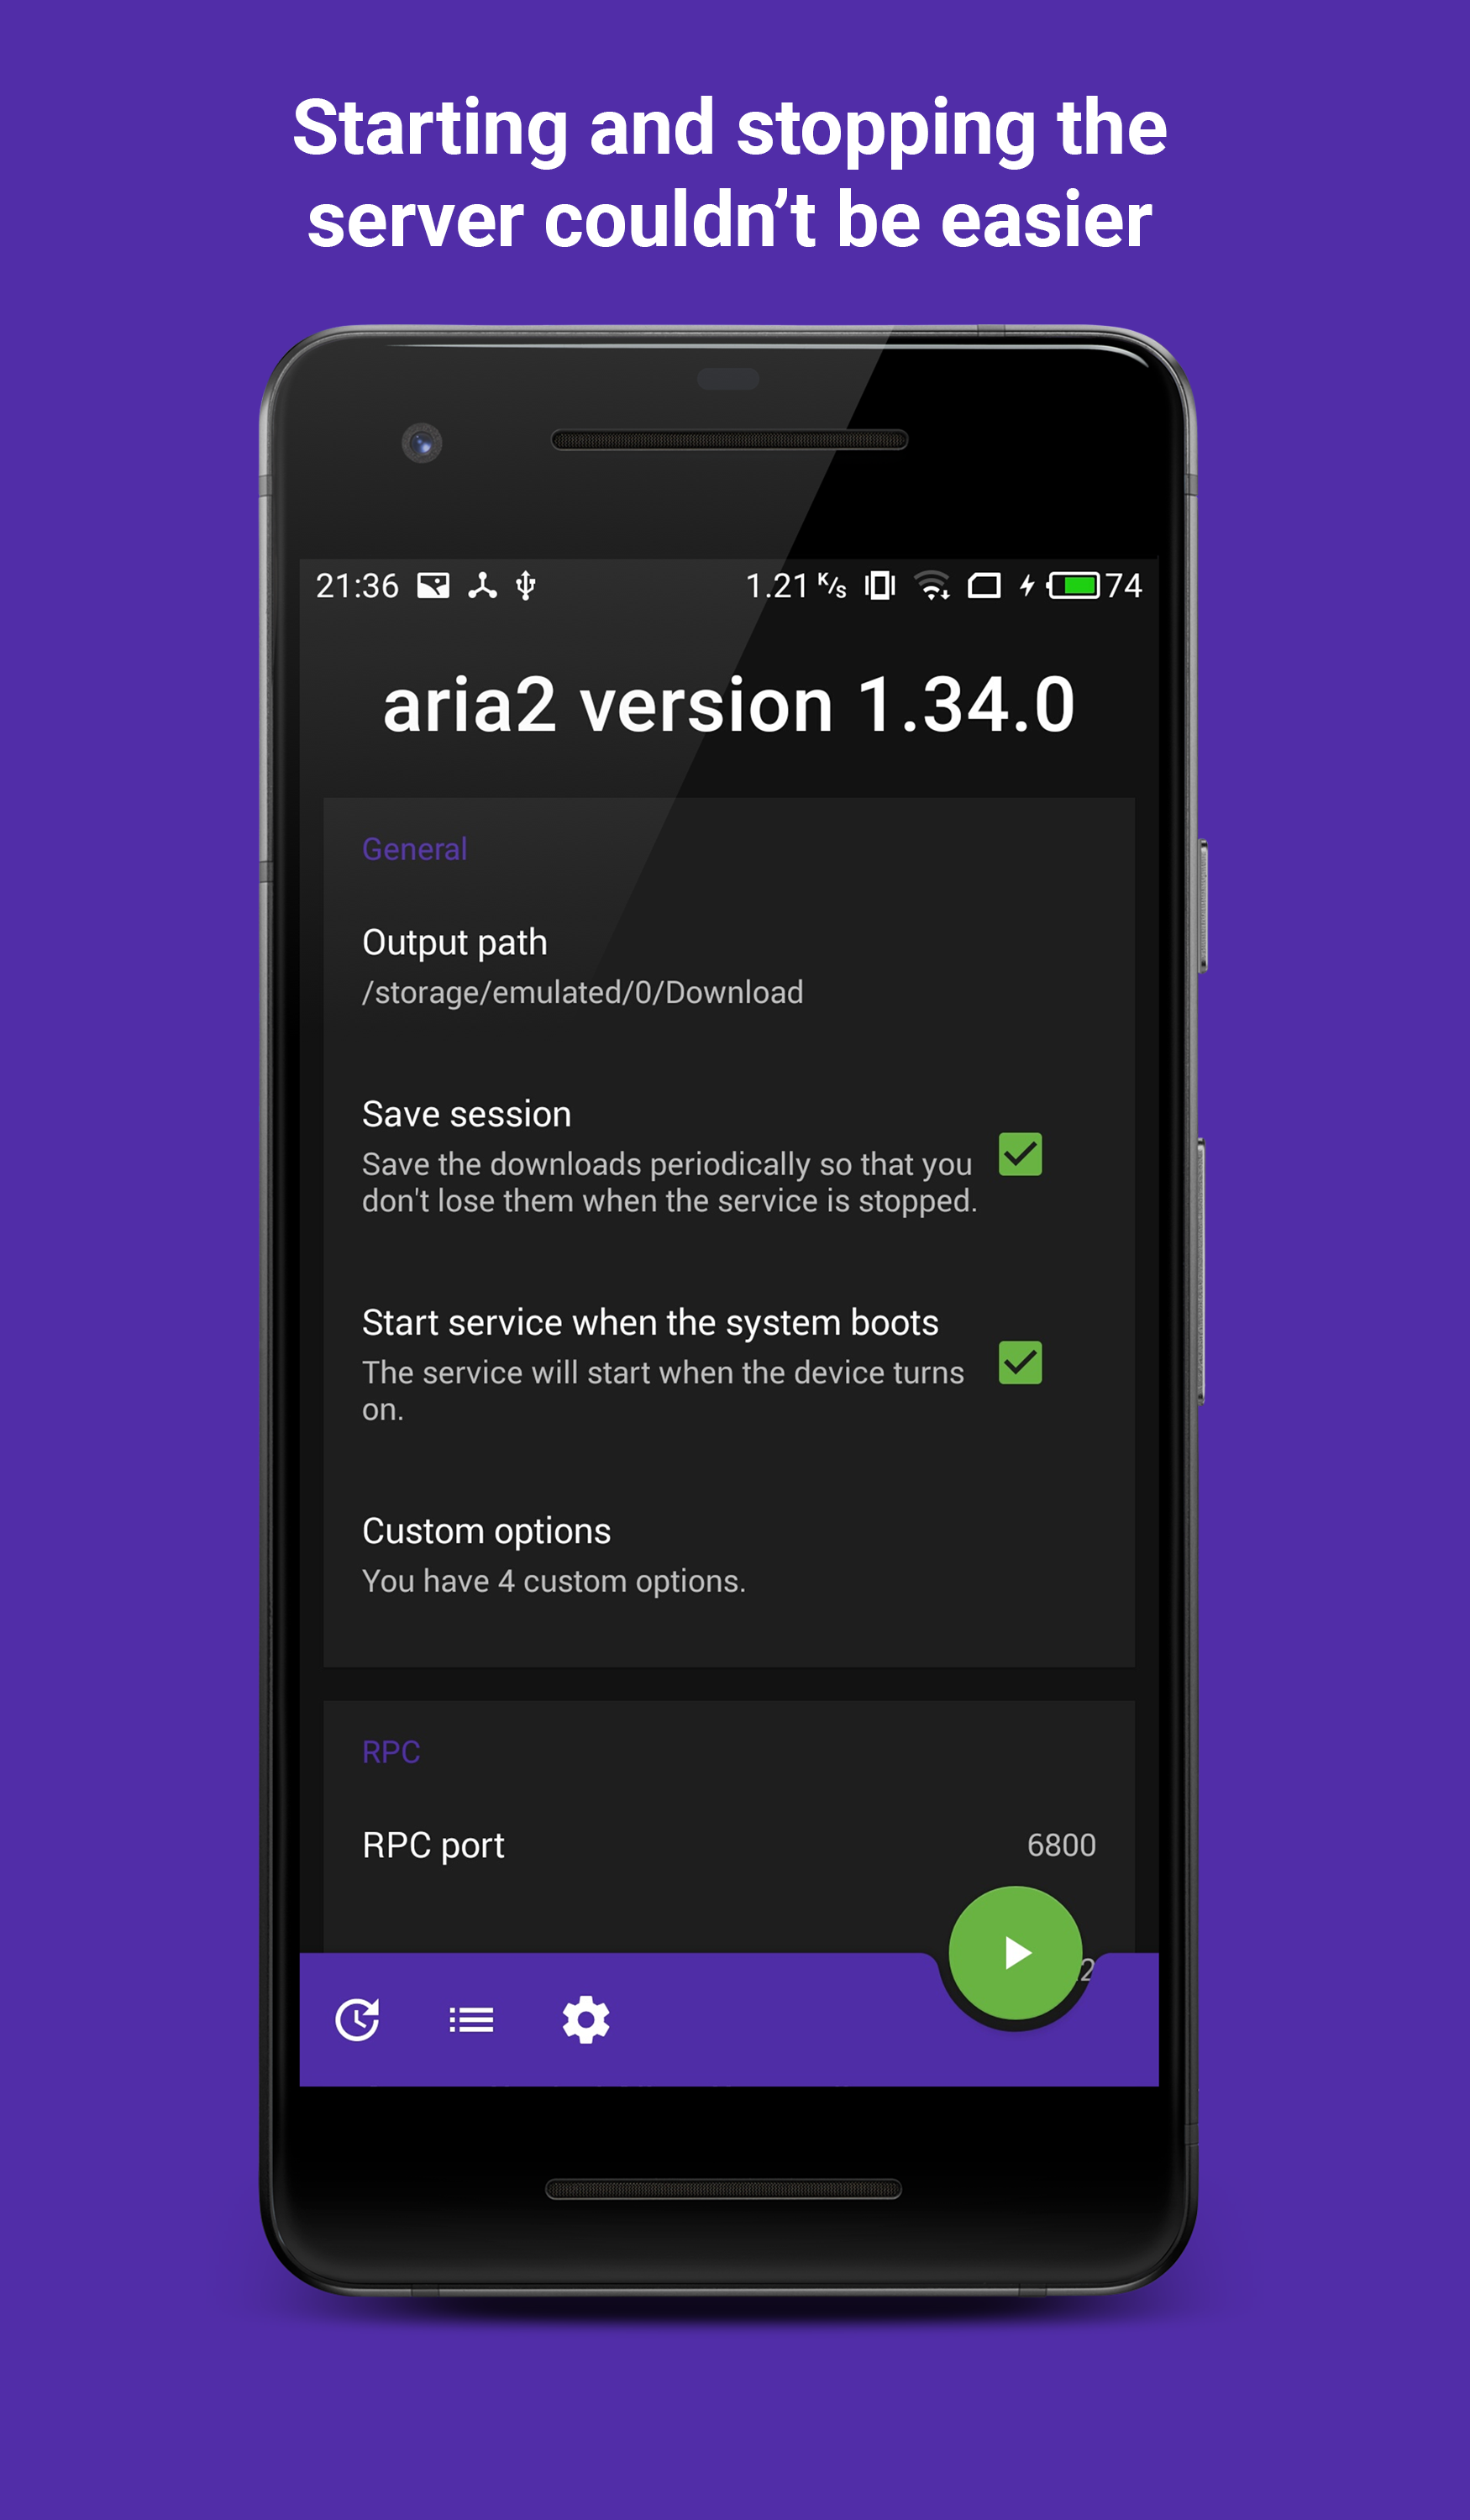 Starting and stopping the
server couldn’t be easier
21:36 1.21 K/s 74
aria2 version 1.34.0
General
Output path
/storage/emulated/0/Download
Save session
Save the downloads periodically so that you
don't lose them when the service is stopped.
Start service when the system boots
The service will start when the device turns
on.
Custom options
You have 4 custom options.
RPC
RPC port 6800